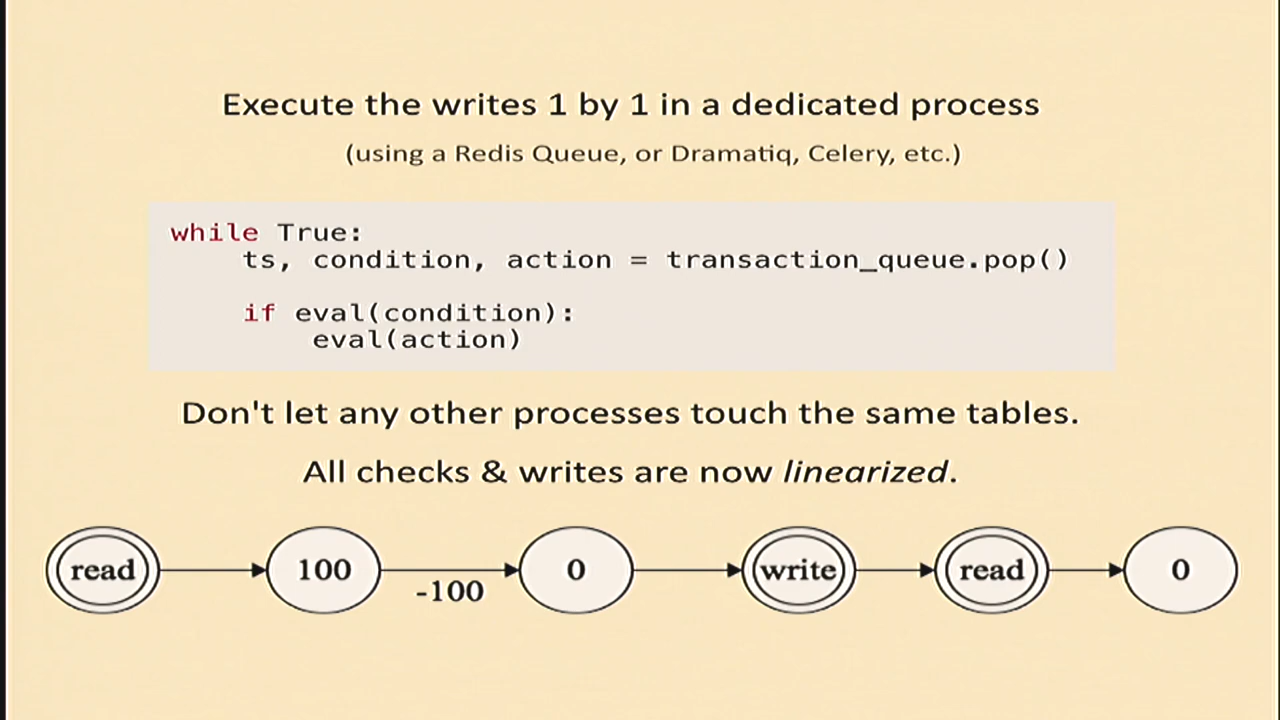 Execute the writes 1 by 1 in a dedicated process
(using a Redis Queue, or Dramatiq, Celery, etc.)
while True:
ts, condition, action = transaction_queue.pop()
if eval(condition):
eval(action)
Don't let any other processes touch the same tables.
All checks & writes are now linearized.
read 100 0 write read 0
-100